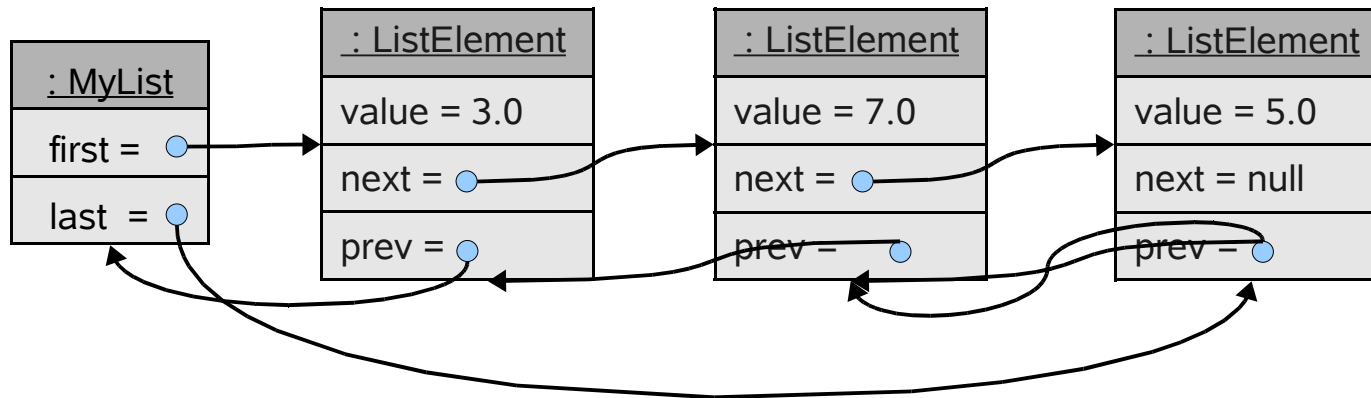 : MyList
first =
last =
: ListElement
value = 3.0
next =
prev =
: ListElement
value = 7.0
next =
prev =
: ListElement
value = 5.0
next = null
prev =